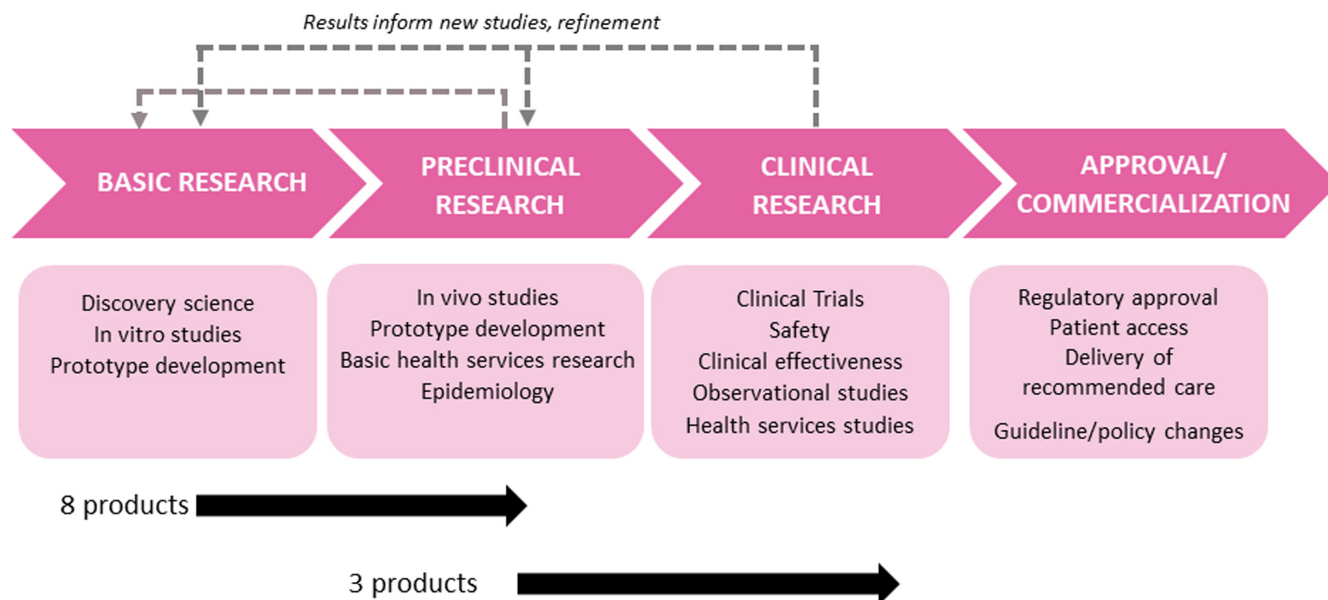 Results inform new studies, refinement
BASIC RESEARCH
PRECLINICAL
RESEARCH
CLINICAL
RESEARCH
APPROVAL/
COMMERCIALIZATION
Discovery science
In vitro studies
Prototype development
In vivo studies
Prototype development
Basic health services research
Epidemiology
Clinical Trials
Safety
Clinical effectiveness
Observational studies
Health services studies
Regulatory approval
Patient access
Delivery of
recommended care
Guideline/policy changes
8 products
3 products